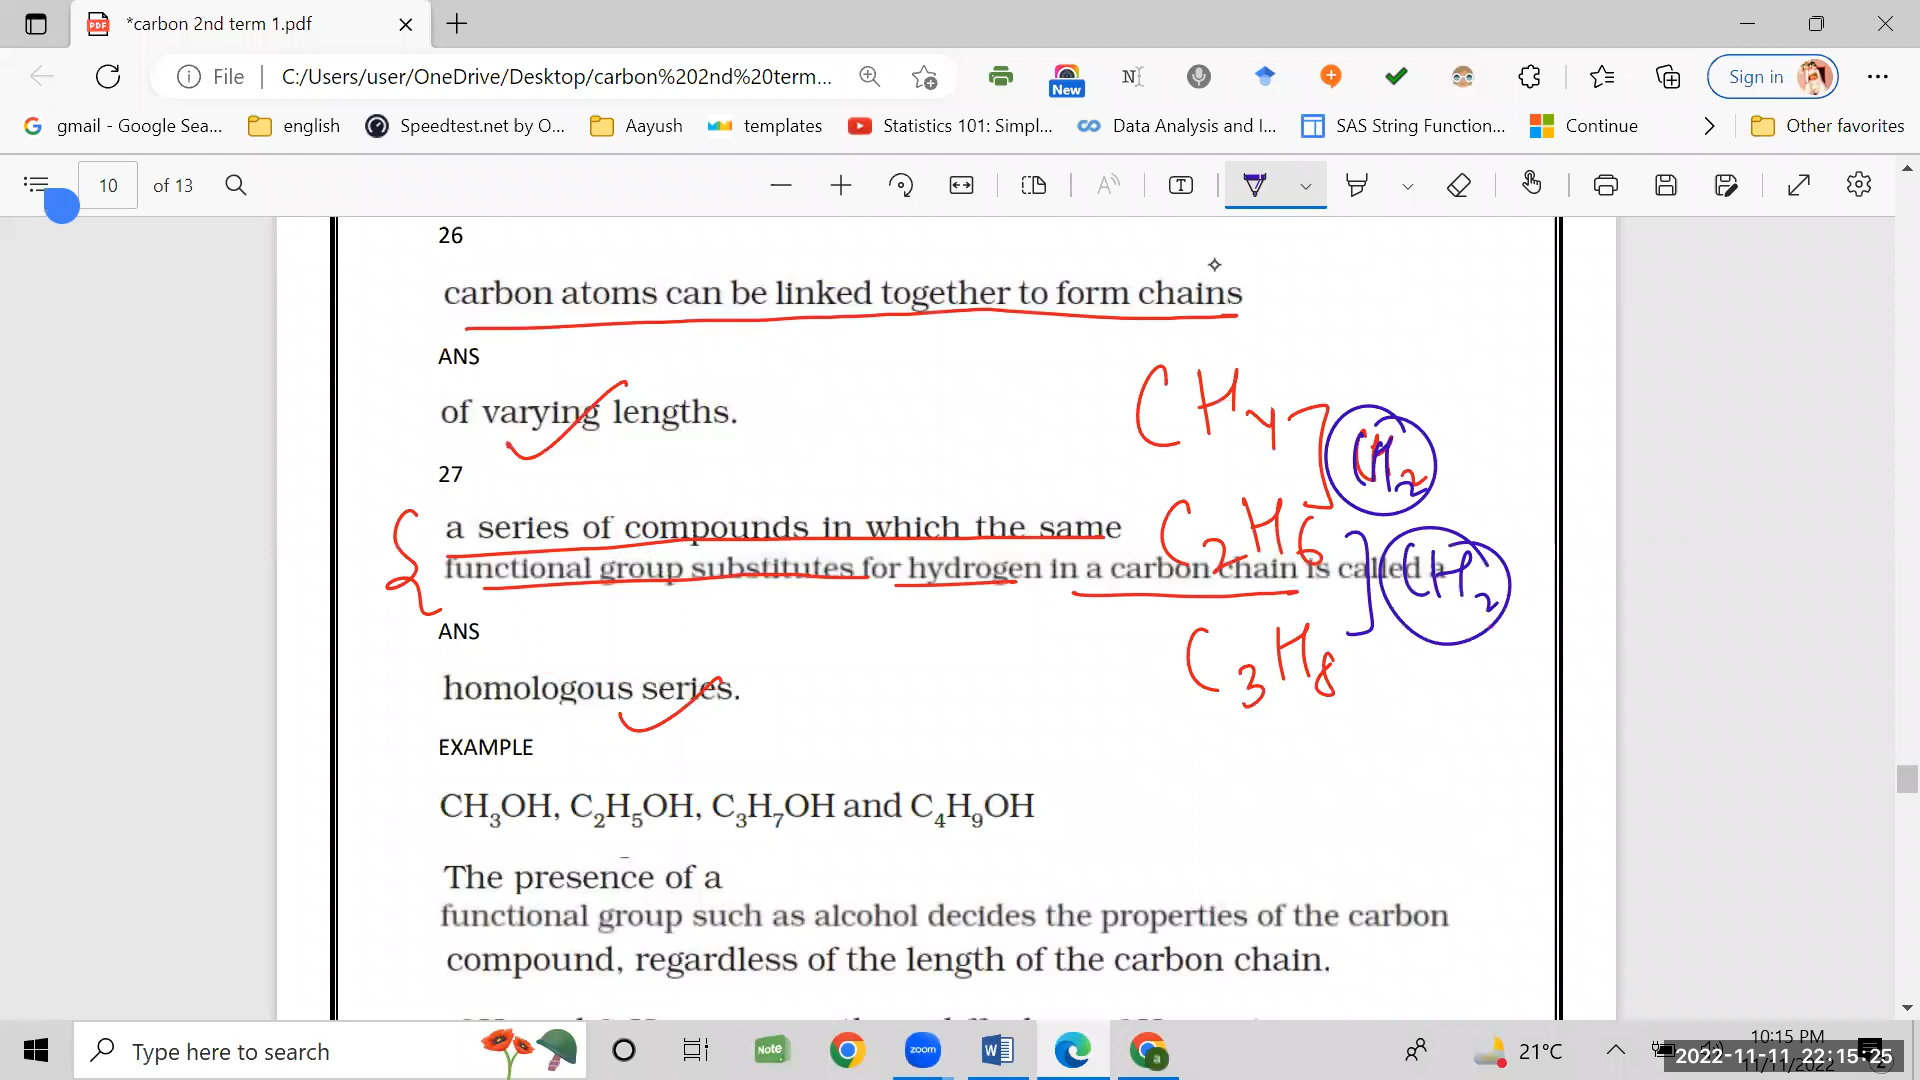 *carbon 2nd term 1.pdf
File C:/Users/user/OneDrive/Desktop/carbon%202nd%20term... New Sign in
gmail - Google Sea... english Speedtest.net by O... Aayush templates Statistics 101: Simpl... Data Analysis and I... SAS String Function... Continue Other favorites
10 of 13
26
carbon atoms can be linked together to form chains
ANS
CH4
of varying lengths.
CH2
27
a series of compounds in which the same
C2H6
functional group substitutes for hydrogen in a carbon chain is called a
CH2
ANS
C3H8
homologous series.
EXAMPLE
CH3OH, C2H5OH, C3H7OH and C4H9OH
The presence of a
functional group such as alcohol decides the properties of the carbon
compound, regardless of the length of the carbon chain.
Type here to search Note zoom 21°C 10:15 PM
2022-11-11 22:15:25